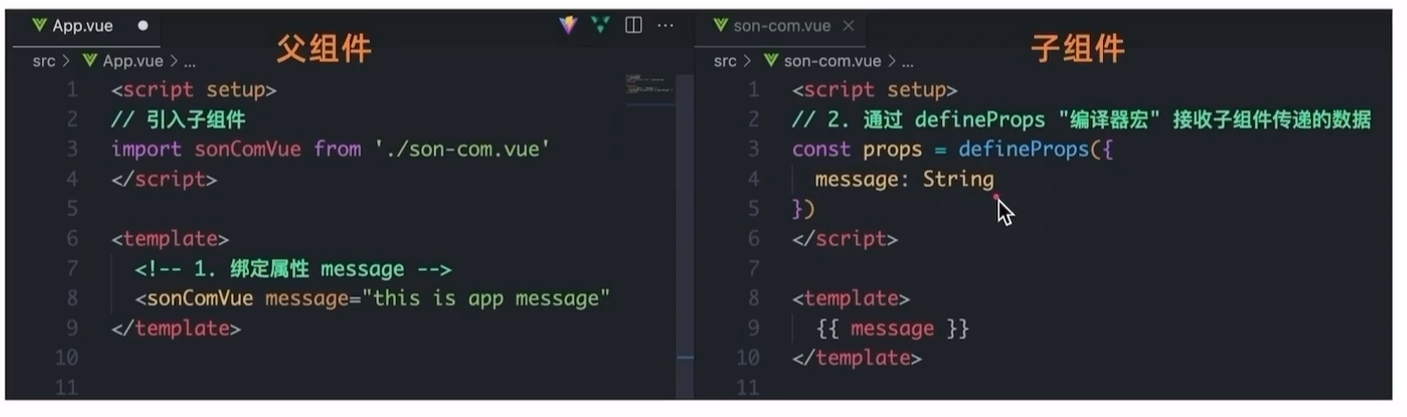 App.vue
父组件
src > App.vue > ...
1 <script setup>
2 // 引入子组件
3 import sonComVue from './son-com.vue'
4 </script>
5
6 <template>
7 <!-- 1. 绑定属性 message -->
8 <sonComVue message="this is app message"
9 </template>
10
11
son-com.vue
子组件
src > son-com.vue > ...
1 <script setup>
2 // 2. 通过 defineProps "编译器宏" 接收子组件传递的数据
3 const props = defineProps({
4 message: String
5 })
6 </script>
7
8 <template>
9 {{ message }}
10 </template>
11